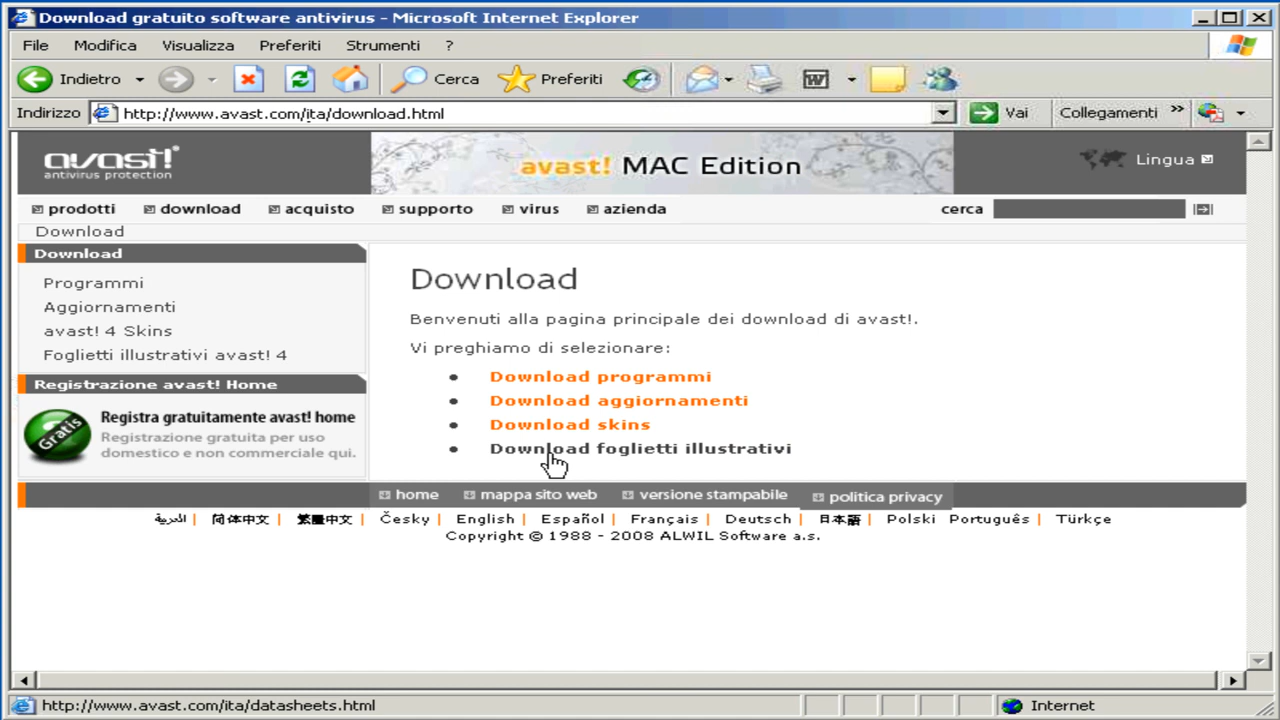 Download gratuito software antivirus - Microsoft Internet Explorer
File Modifica Visualizza Preferiti Strumenti ?
Indietro Cerca Preferiti
Indirizzo http://www.avast.com/ita/download.html Vai Collegamenti »
avast! antivirus protection
avast! MAC Edition
Lingua
prodotti download acquisto supporto virus azienda cerca
Download
Download
Programmi
Aggiornamenti
avast! 4 Skins
Foglietti illustrativi avast! 4
Registrazione avast! Home
Gratis
Registra gratuitamente avast! home
Registrazione gratuita per uso
domestico e non commerciale qui.
Download
Benvenuti alla pagina principale dei download di avast!.
Vi preghiamo di selezionare:
• Download programmi
• Download aggiornamenti
• Download skins
• Download foglietti illustrativi
home mappa sito web versione stampabile politica privacy
العربية | 简体中文 | 繁體中文 | Česky | English | Español | Français | Deutsch | 日本語 | Polski Português | Türkçe
Copyright © 1988 - 2008 ALWIL Software a.s.
http://www.avast.com/ita/datasheets.html Internet